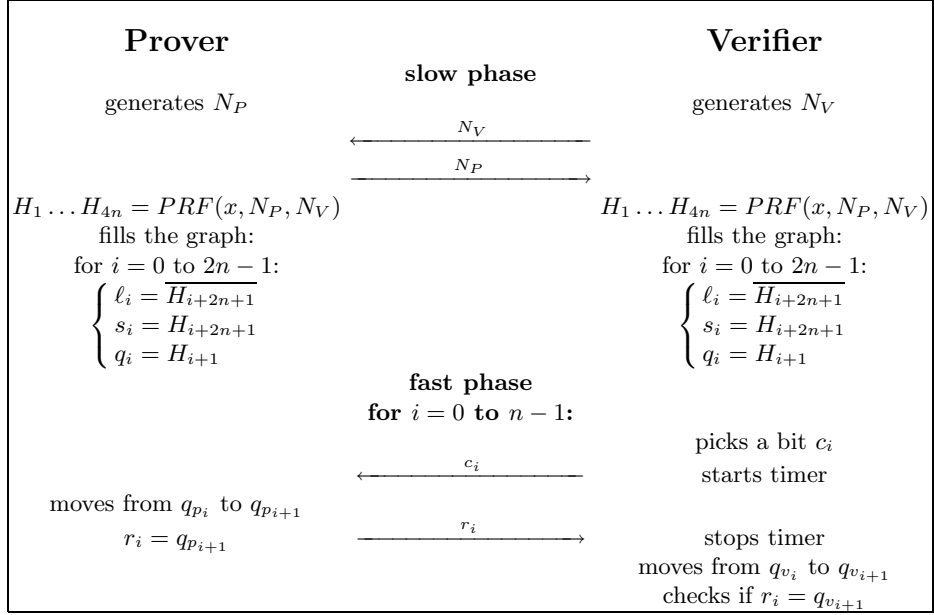 Prover Verifier
slow phase
generates N_P generates N_V
N_V
N_P
H_1 … H_{4n} = PRF(x, N_P, N_V) H_1 … H_{4n} = PRF(x, N_P, N_V)
fills the graph: fills the graph:
for i = 0 to 2n − 1: for i = 0 to 2n − 1:
{ ℓ_i = \overline{H_{i+2n+1}} { ℓ_i = \overline{H_{i+2n+1}}
s_i = H_{i+2n+1} s_i = H_{i+2n+1}
q_i = H_{i+1} q_i = H_{i+1}
fast phase
for i = 0 to n − 1:
picks a bit c_i
c_i starts timer
moves from q_{p_i} to q_{p_{i+1}}
r_i = q_{p_{i+1}} r_i stops timer
moves from q_{v_i} to q_{v_{i+1}}
checks if r_i = q_{v_{i+1}}